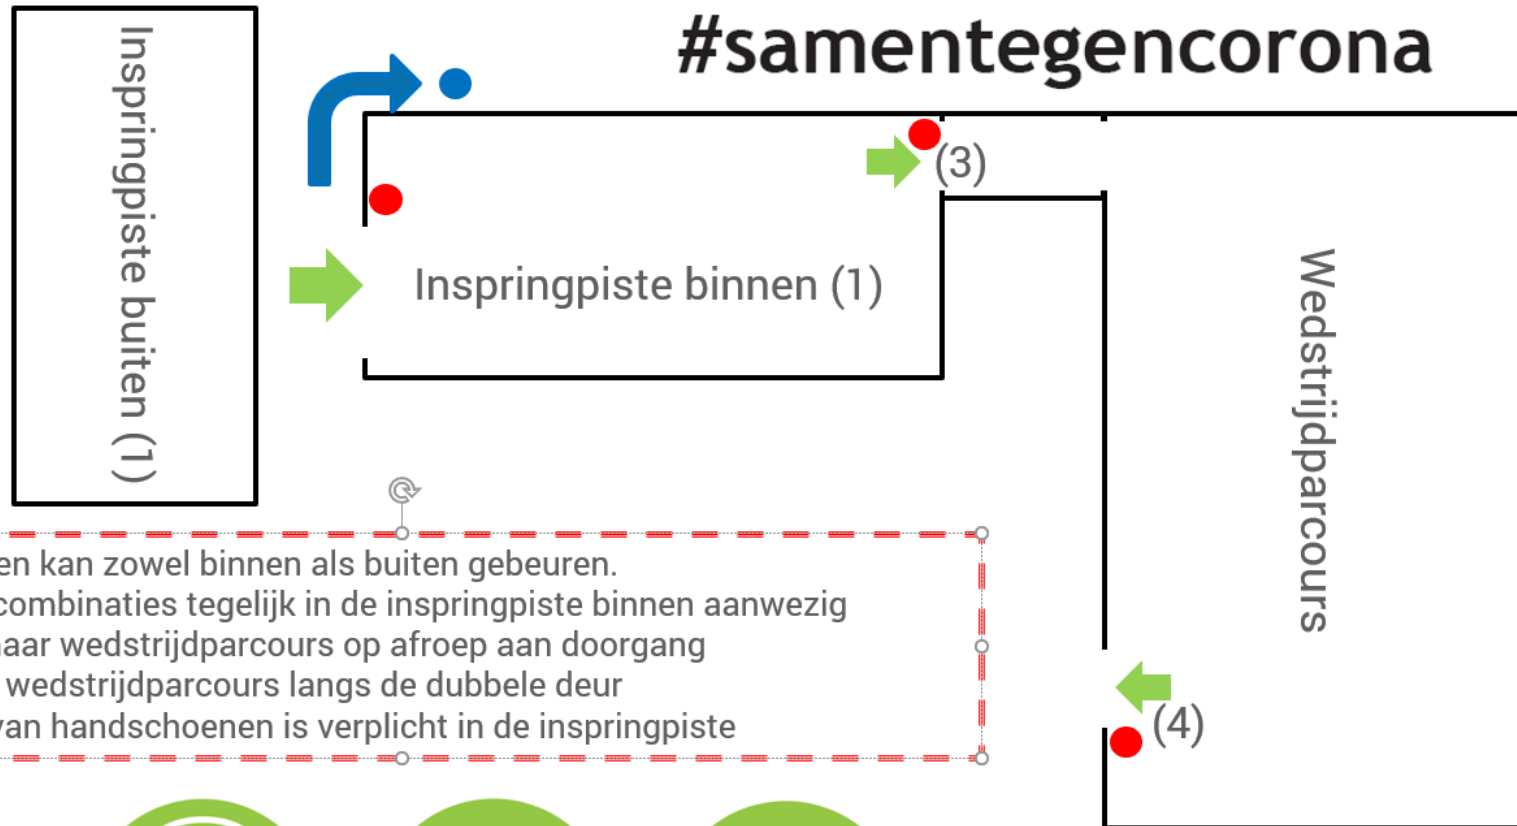 #samentegencorona
Inspringpiste buiten (1)
(3)
Inspringpiste binnen (1)
Wedstrijdparcours
en kan zowel binnen als buiten gebeuren.
combinaties tegelijk in de inspringpiste binnen aanwezig
naar wedstrijdparcours op afroep aan doorgang
wedstrijdparcours langs de dubbele deur
van handschoenen is verplicht in de inspringpiste
(4)